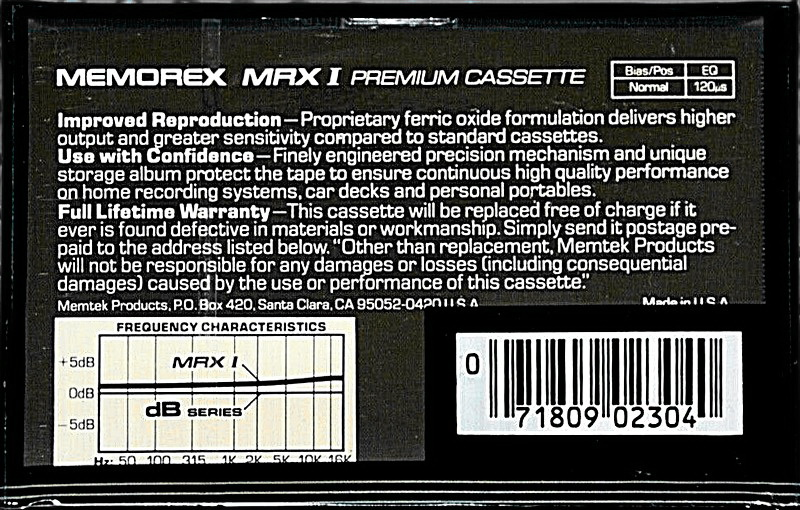 MEMOREX MRX I PREMIUM CASSETTE
Bias/Pos EQ
Normal 120µs
Improved Reproduction—Proprietary ferric oxide formulation delivers higher
output and greater sensitivity compared to standard cassettes.
Use with Confidence—Finely engineered precision mechanism and unique
storage album protect the tape to ensure continuous high quality performance
on home recording systems, car decks and personal portables.
Full Lifetime Warranty—This cassette will be replaced free of charge if it
ever is found defective in materials or workmanship. Simply send it postage pre-
paid to the address listed below. "Other than replacement, Memtek Products
will not be responsible for any damages or losses (including consequential
damages) caused by the use or performance of this cassette."
Memtek Products, P.O. Box 420, Santa Clara, CA 95052-0420 U.S.A. Made in U.S.A.
FREQUENCY CHARACTERISTICS
+5dB
MRX I
0dB
dB SERIES
-5dB
Hz: 50 100 315 1K 2K 5K 10K 16K
0 71809 02304